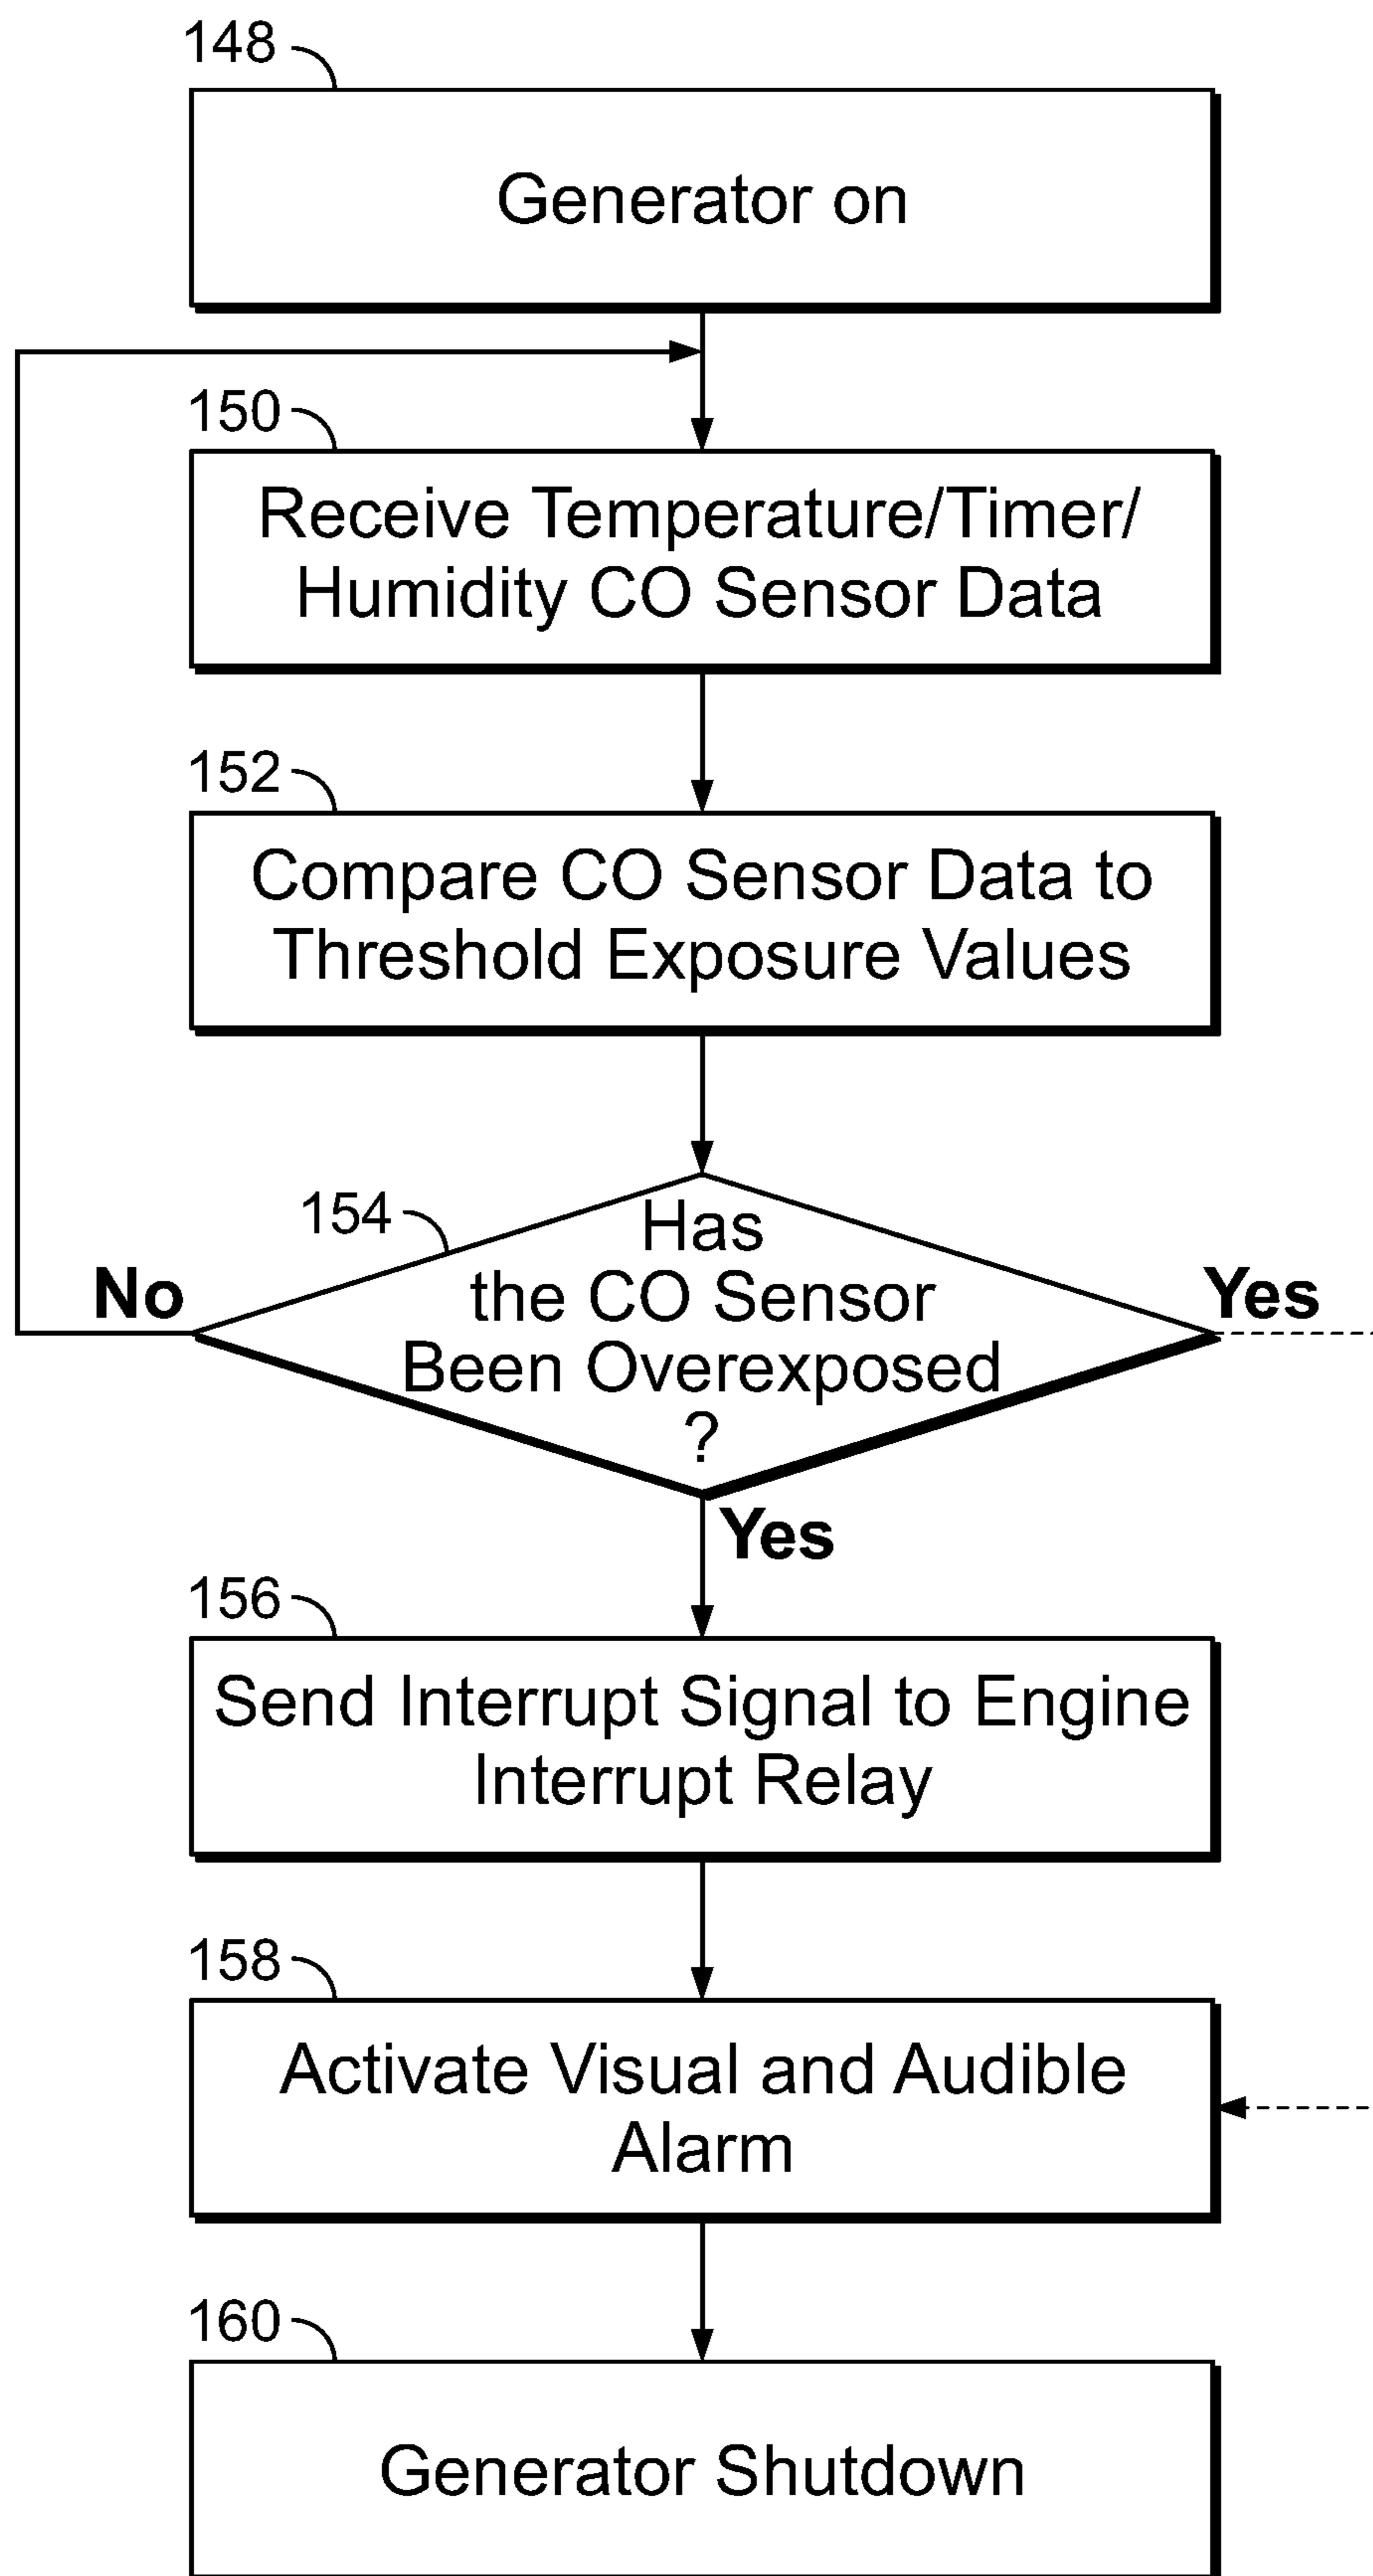 148
Generator on
150
Receive Temperature/Timer/
Humidity CO Sensor Data
152
Compare CO Sensor Data to
Threshold Exposure Values
154
Has
the CO Sensor
Been Overexposed
?
No
Yes
Yes
156
Send Interrupt Signal to Engine
Interrupt Relay
158
Activate Visual and Audible
Alarm
160
Generator Shutdown